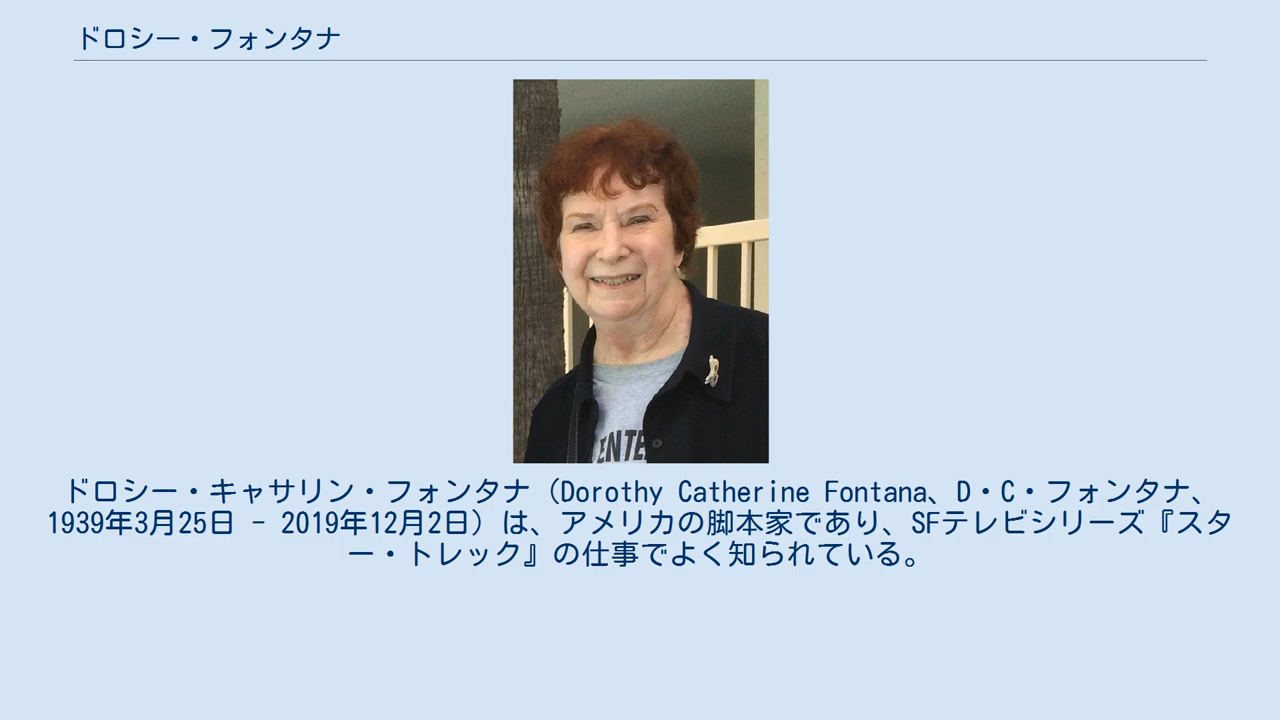 ドロシー・フォンタナ
ENTE
ドロシー・キャサリン・フォンタナ（Dorothy Catherine Fontana、D・C・フォンタナ、
1939年3月25日 - 2019年12月2日）は、アメリカの脚本家であり、SFテレビシリーズ『スタ
ー・トレック』の仕事でよく知られている。